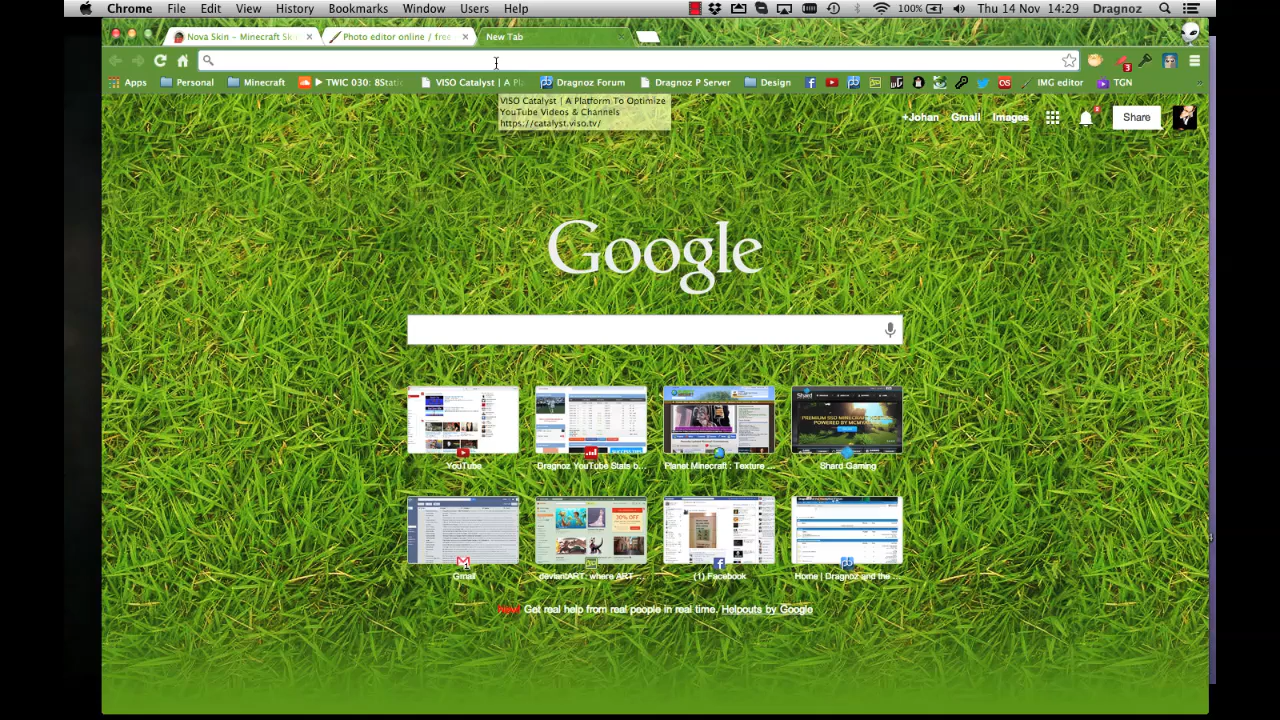 Chrome File Edit View History Bookmarks Window Users Help 100% Thu 14 Nov 14:29 Dragnoz
Nova Skin - Minecraft Sk Photo editor online / free New Tab
Apps Personal Minecraft TWIC 030: 8Stati VISO Catalyst | A Pl Dragnoz Forum Dragnoz P Server Design IMG editor TGN
3
VISO Catalyst | A Platform To Optimize
YouTube Videos & Channels
https://catalyst.viso.tv/
+Johan Gmail Images Share
Google
YouTube Dragnoz YouTube Stats b... Planet Minecraft : Texture ... Shard Gaming
Gmail deviantART: where ART ... (1) Facebook Home | Dragnoz and the ...
New! Get real help from real people in real time. Helpouts by Google